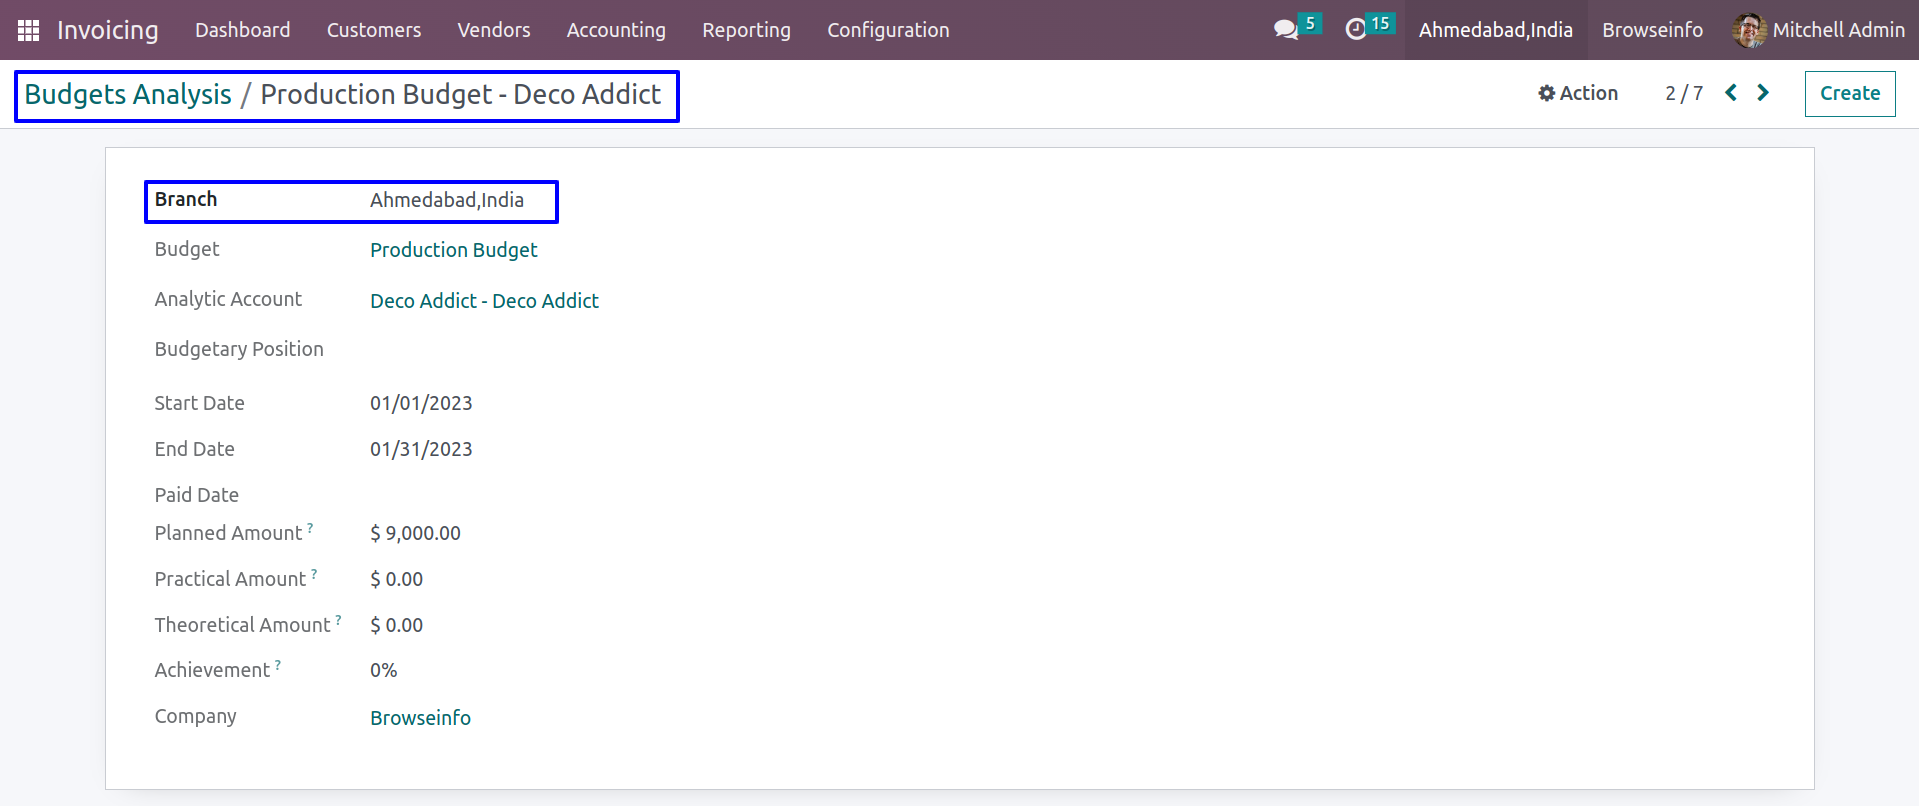 Invoicing Dashboard Customers Vendors Accounting Reporting Configuration 5 15 Ahmedabad,India Browseinfo Mitchell Admin
Budgets Analysis / Production Budget - Deco Addict Action 2 / 7 Create
Branch Ahmedabad,India
Budget Production Budget
Analytic Account Deco Addict - Deco Addict
Budgetary Position
Start Date 01/01/2023
End Date 01/31/2023
Paid Date
Planned Amount ? $ 9,000.00
Practical Amount ? $ 0.00
Theoretical Amount ? $ 0.00
Achievement ? 0%
Company Browseinfo